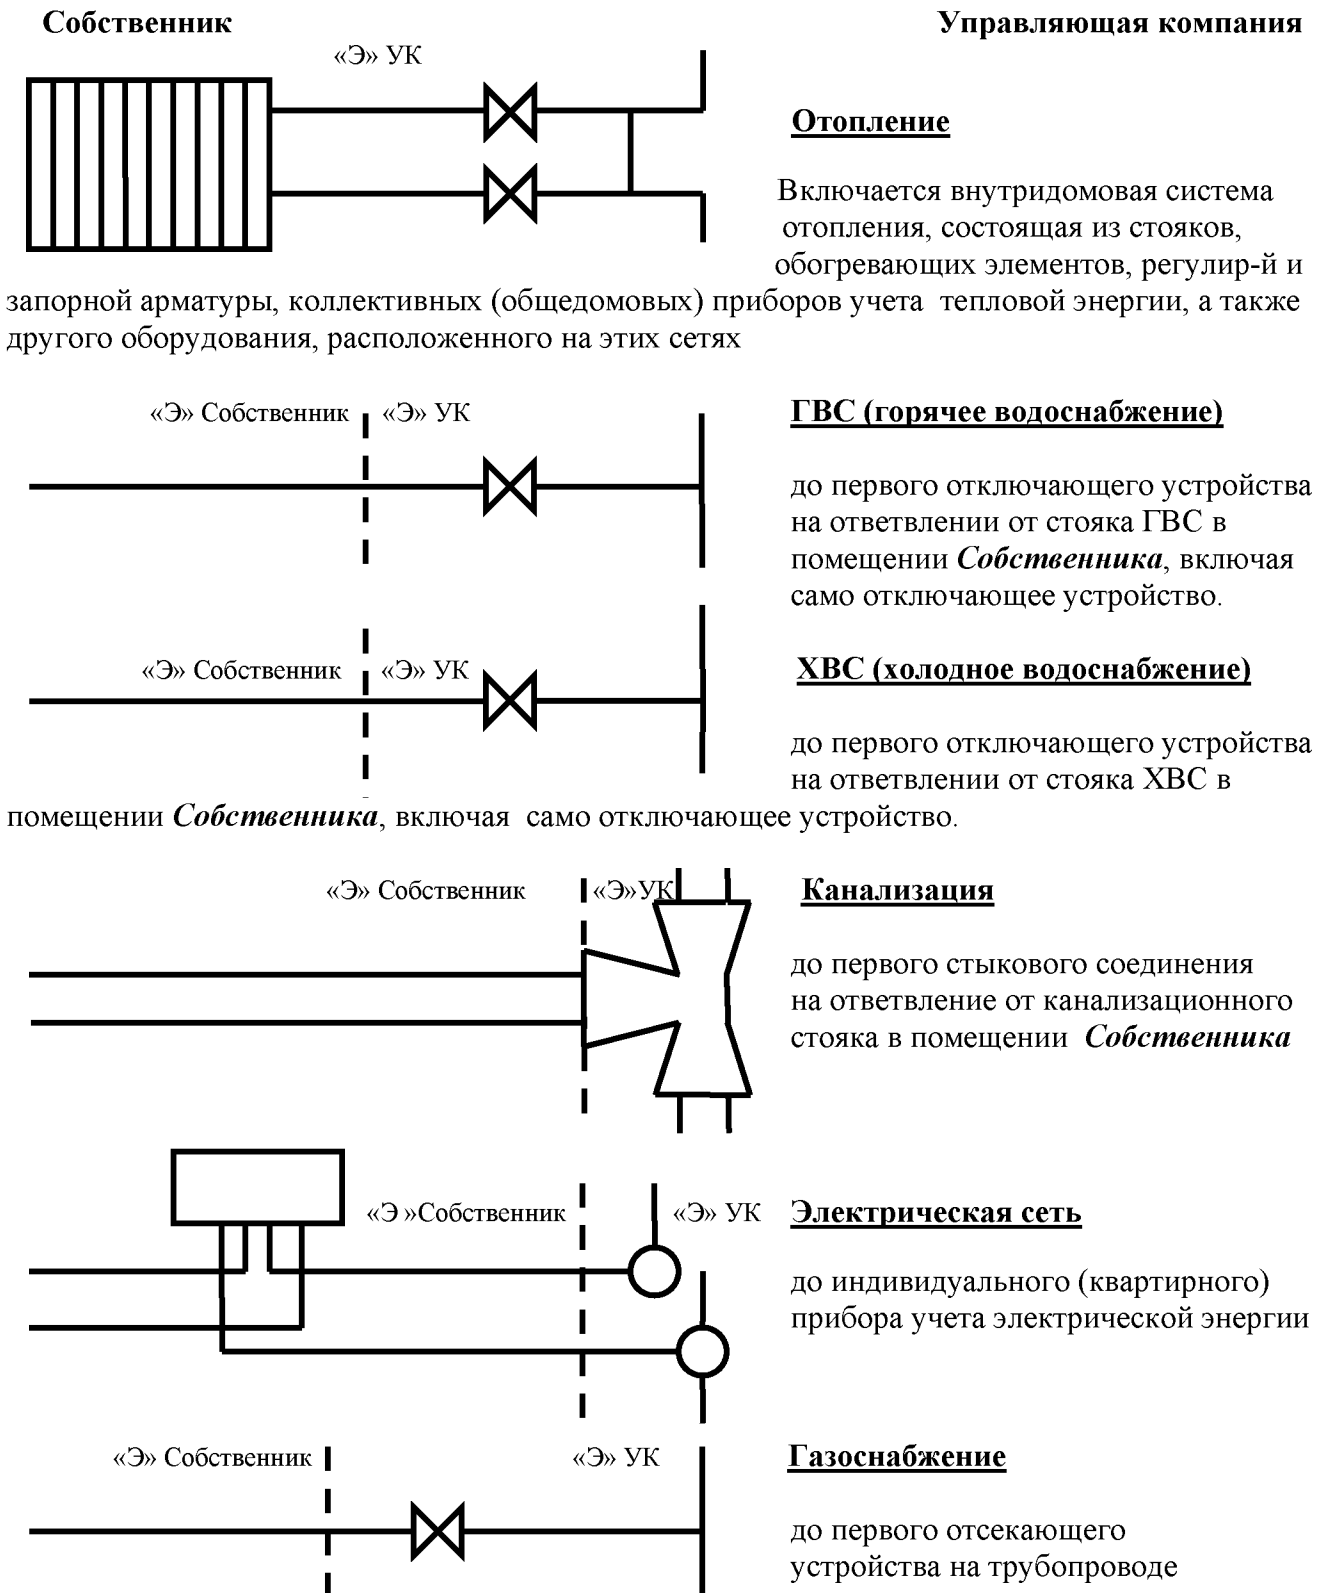 Собственник
Управляющая компания
«Э» УК
Отопление
Включается внутридомовая система
отопления, состоящая из стояков,
обогревающих элементов, регулир-й и
запорной арматуры, коллективных (общедомовых) приборов учета тепловой энергии, а также
другого оборудования, расположенного на этих сетях
«Э» Собственник
«Э» УК
ГВС (горячее водоснабжение)
до первого отключающего устройства
на ответвлении от стояка ГВС в
помещении Собственника, включая
само отключающее устройство.
«Э» Собственник
«Э» УК
ХВС (холодное водоснабжение)
до первого отключающего устройства
на ответвлении от стояка ХВС в
помещении Собственника, включая само отключающее устройство.
«Э» Собственник
«Э»УК
Канализация
до первого стыкового соединения
на ответвление от канализационного
стояка в помещении Собственника
«Э »Собственник
«Э» УК
Электрическая сеть
до индивидуального (квартирного)
прибора учета электрической энергии
«Э» Собственник
«Э» УК
Газоснабжение
до первого отсекающего
устройства на трубопроводе